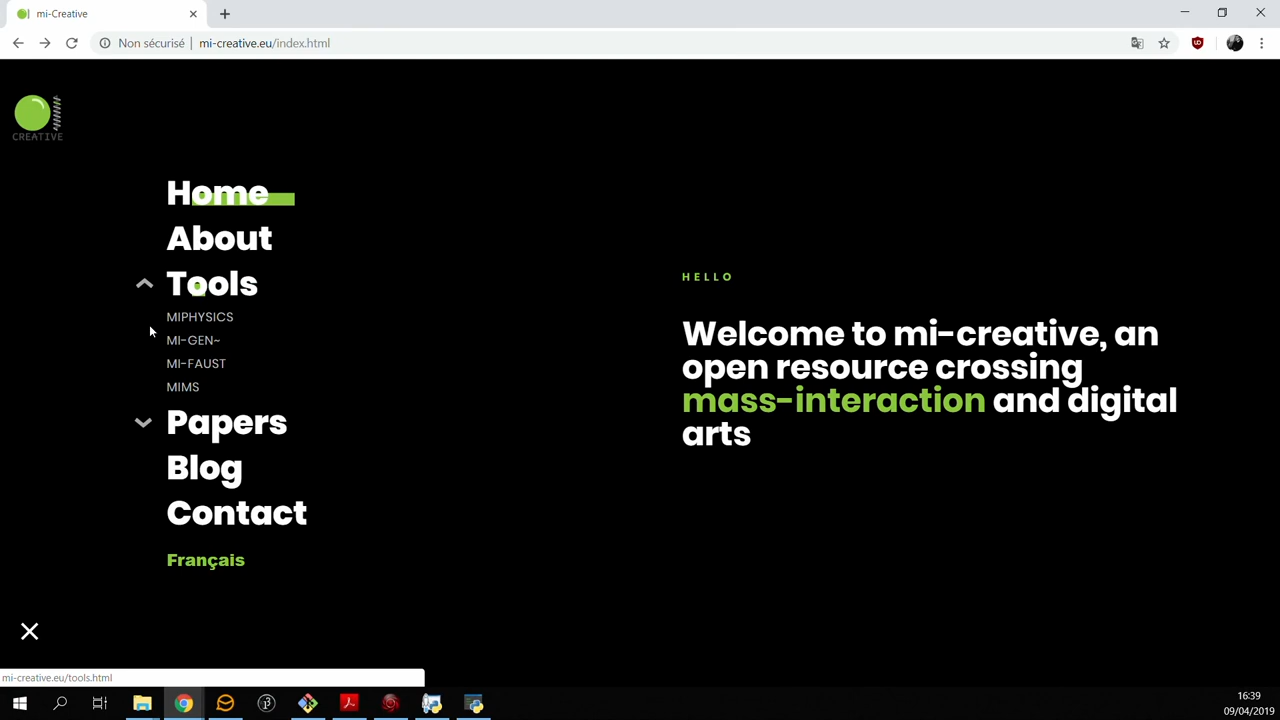 mi-Creative
Non sécurisé
mi-creative.eu/index.html
CREATIVE
Home
About
Tools
MIPHYSICS
MI-GEN~
MI-FAUST
MIMS
Papers
Blog
Contact
Français
HELLO
Welcome to mi-creative, an
open resource crossing
mass-interaction and digital
arts
mi-creative.eu/tools.html
16:39
09/04/2019